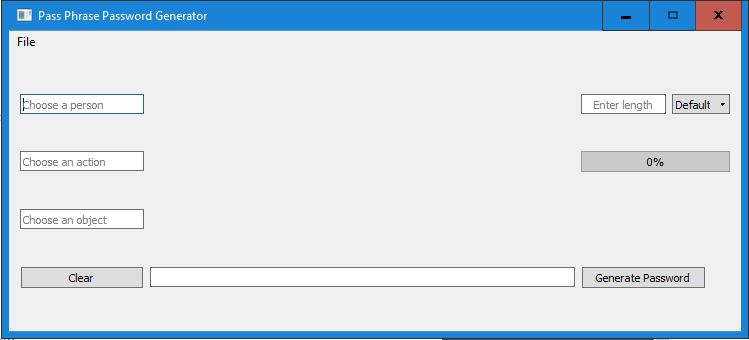 Pass Phrase Password Generator
File
Choose a person
Enter length
Default
Choose an action
0%
Choose an object
Clear
Generate Password